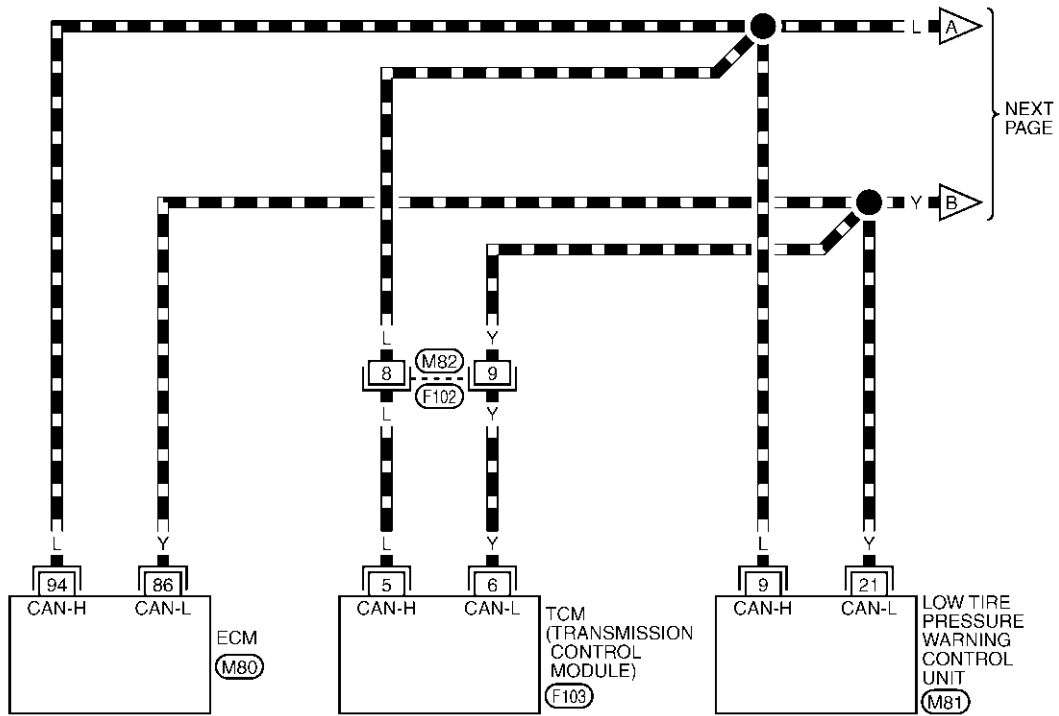 L A
NEXT
PAGE
Y B
L Y
8 M82 9
F102
L Y
L Y L Y L Y
94 86 5 6 9 21
CAN-H CAN-L CAN-H CAN-L CAN-H CAN-L
ECM
M80
TCM
(TRANSMISSION
CONTROL
MODULE)
F103
LOW TIRE
PRESSURE
WARNING
CONTROL
UNIT
M81